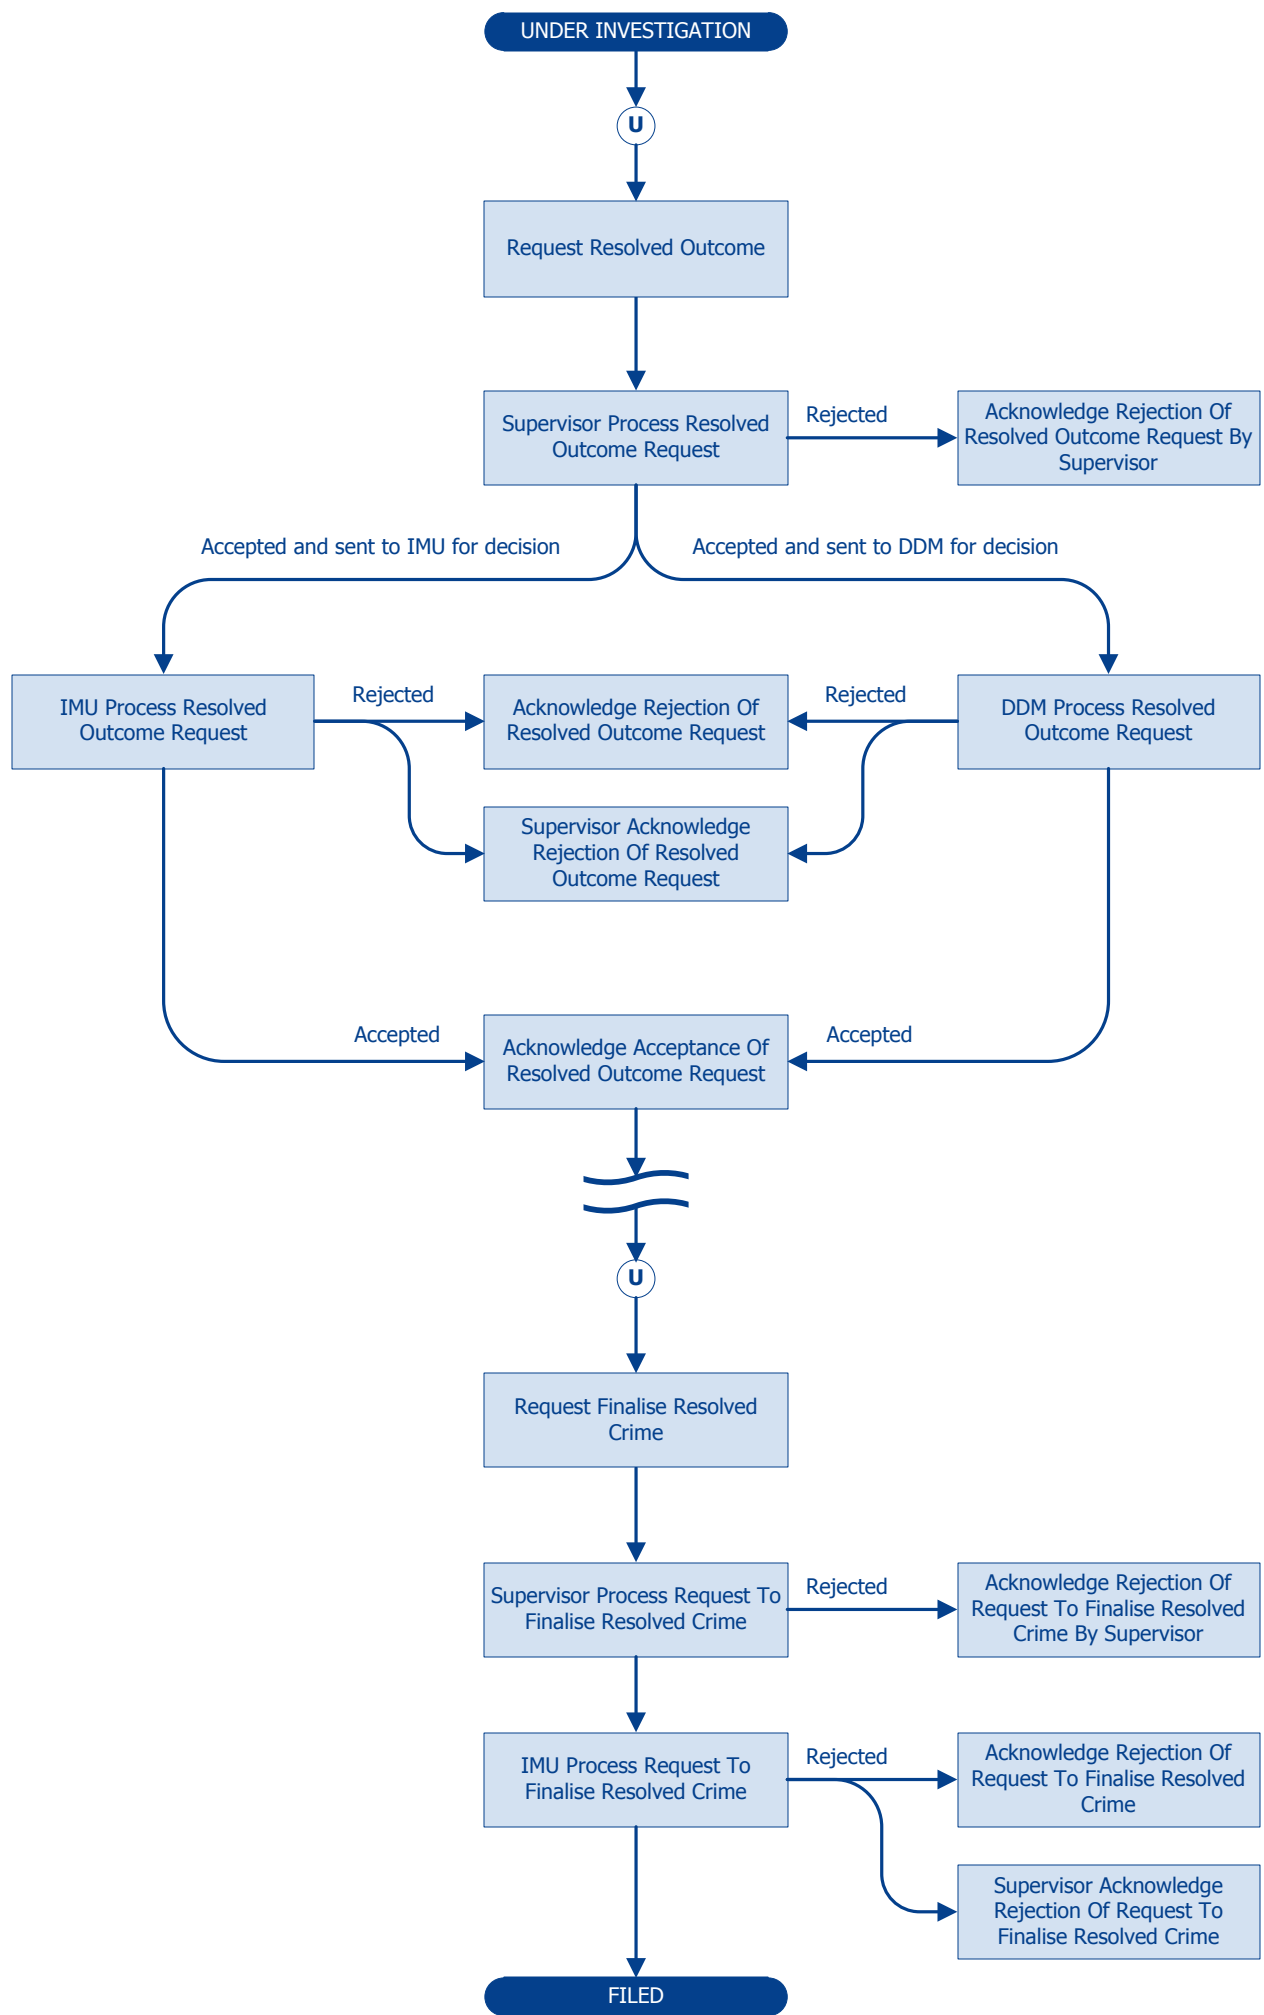 UNDER INVESTIGATION
U
Request Resolved Outcome
Supervisor Process Resolved
Outcome Request
Rejected
Acknowledge Rejection Of
Resolved Outcome Request By
Supervisor
Accepted and sent to IMU for decision
Accepted and sent to DDM for decision
IMU Process Resolved
Outcome Request
Rejected
Acknowledge Rejection Of
Resolved Outcome Request
Rejected
DDM Process Resolved
Outcome Request
Supervisor Acknowledge
Rejection Of Resolved
Outcome Request
Accepted
Acknowledge Acceptance Of
Resolved Outcome Request
Accepted
U
Request Finalise Resolved
Crime
Supervisor Process Request To
Finalise Resolved Crime
Rejected
Acknowledge Rejection Of
Request To Finalise Resolved
Crime By Supervisor
IMU Process Request To
Finalise Resolved Crime
Rejected
Acknowledge Rejection Of
Request To Finalise Resolved
Crime
Supervisor Acknowledge
Rejection Of Request To
Finalise Resolved Crime
FILED